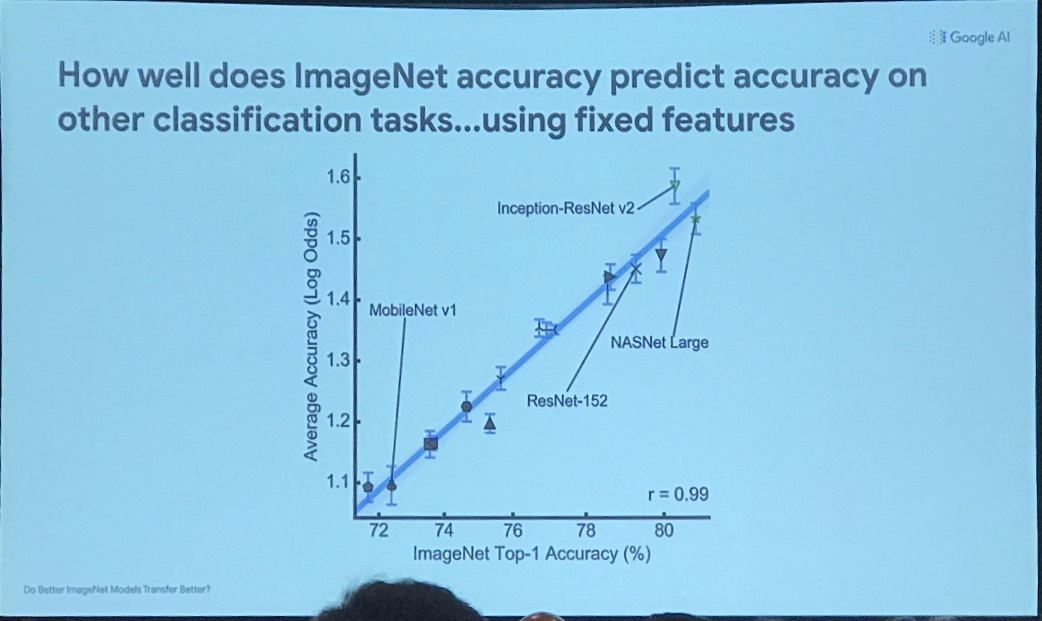 Google AI
How well does ImageNet accuracy predict accuracy on
other classification tasks...using fixed features
1.6
Inception-ResNet v2
1.5
1.4
MobileNet v1
NASNet Large
1.3
ResNet-152
1.2
1.1
r = 0.99
Average Accuracy (Log Odds)
72 74 76 78 80
ImageNet Top-1 Accuracy (%)
Do Better ImageNet Models Transfer Better?